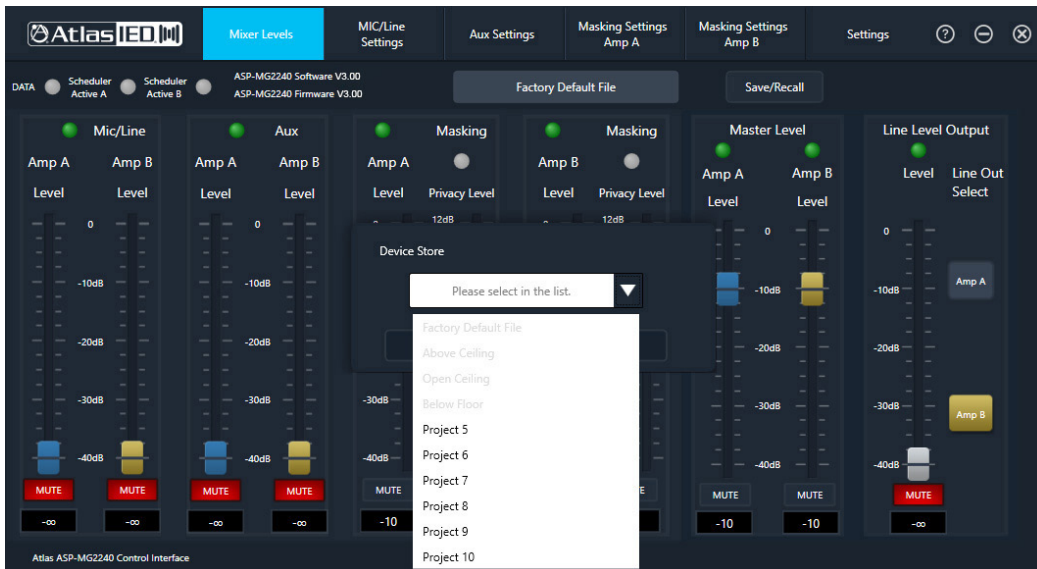 Atlas IED
Mixer Levels
MIC/Line
Settings
Aux Settings
Masking Settings
Amp A
Masking Settings
Amp B
Settings
?
DATA
Scheduler
Active A
Scheduler
Active B
ASP-MG2240 Software V3.00
ASP-MG2240 Firmware V3.00
Factory Default File
Save/Recall
Mic/Line
Amp A Amp B
Level Level
0
-10dB
-20dB
-30dB
-40dB
MUTE MUTE
-∞ -∞
Aux
Amp A Amp B
Level Level
0
-10dB
-20dB
-30dB
-40dB
MUTE MUTE
-∞ -∞
Masking
Amp A
Level Privacy Level
12dB
-30dB
-40dB
MUTE
-10
Masking
Amp B
Level Privacy Level
12dB
Device Store
Please select in the list.
Factory Default File
Above Ceiling
Open Ceiling
Below Floor
Project 5
Project 6
Project 7
Project 8
Project 9
Project 10
Master Level
Amp A Amp B
Level Level
0
-10dB
-20dB
-30dB
-40dB
MUTE MUTE
-10 -10
Line Level Output
Level
Line Out
Select
0
-10dB
-20dB
-30dB
-40dB
Amp A
Amp B
MUTE
-∞
Atlas ASP-MG2240 Control Interface